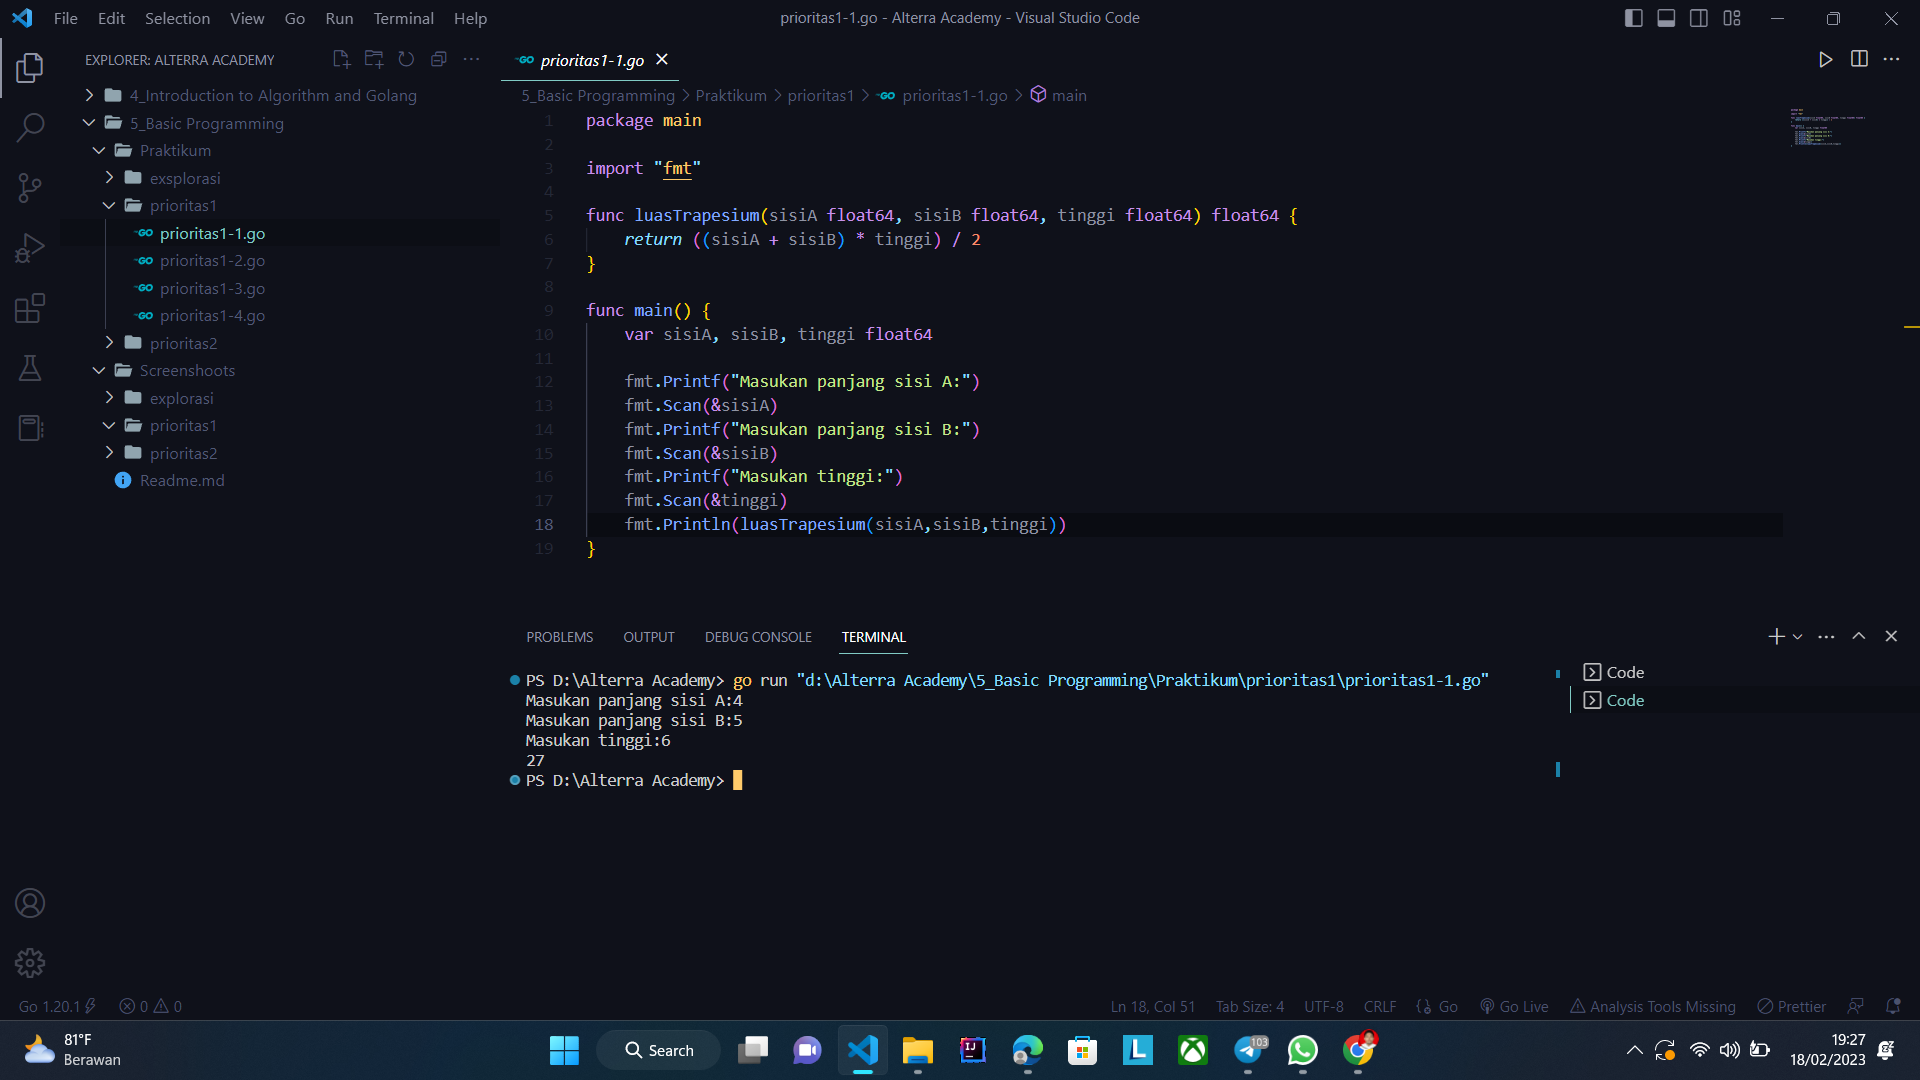 File Edit Selection View Go Run Terminal Help
prioritas1-1.go - Alterra Academy - Visual Studio Code
EXPLORER: ALTERRA ACADEMY
4_Introduction to Algorithm and Golang
5_Basic Programming
Praktikum
exsplorasi
prioritas1
prioritas1-1.go
prioritas1-2.go
prioritas1-3.go
prioritas1-4.go
prioritas2
Screenshoots
explorasi
prioritas1
prioritas2
Readme.md
GO prioritas1-1.go
5_Basic Programming > Praktikum > prioritas1 > GO prioritas1-1.go > main
1 package main
2
3 import "fmt"
4
5 func luasTrapesium(sisiA float64, sisiB float64, tinggi float64) float64 {
6 return ((sisiA + sisiB) * tinggi) / 2
7 }
8
9 func main() {
10 var sisiA, sisiB, tinggi float64
11
12 fmt.Printf("Masukan panjang sisi A:")
13 fmt.Scan(&sisiA)
14 fmt.Printf("Masukan panjang sisi B:")
15 fmt.Scan(&sisiB)
16 fmt.Printf("Masukan tinggi:")
17 fmt.Scan(&tinggi)
18 fmt.Println(luasTrapesium(sisiA,sisiB,tinggi))
19 }
PROBLEMS OUTPUT DEBUG CONSOLE TERMINAL
PS D:\Alterra Academy> go run "d:\Alterra Academy\5_Basic Programming\Praktikum\prioritas1\prioritas1-1.go"
Masukan panjang sisi A:4
Masukan panjang sisi B:5
Masukan tinggi:6
27
PS D:\Alterra Academy>
Code
Code
Go 1.20.1 0 0
Ln 18, Col 51 Tab Size: 4 UTF-8 CRLF Go Go Live Analysis Tools Missing Prettier
81°F
Berawan
Search
IJ
L
103
19:27
18/02/2023